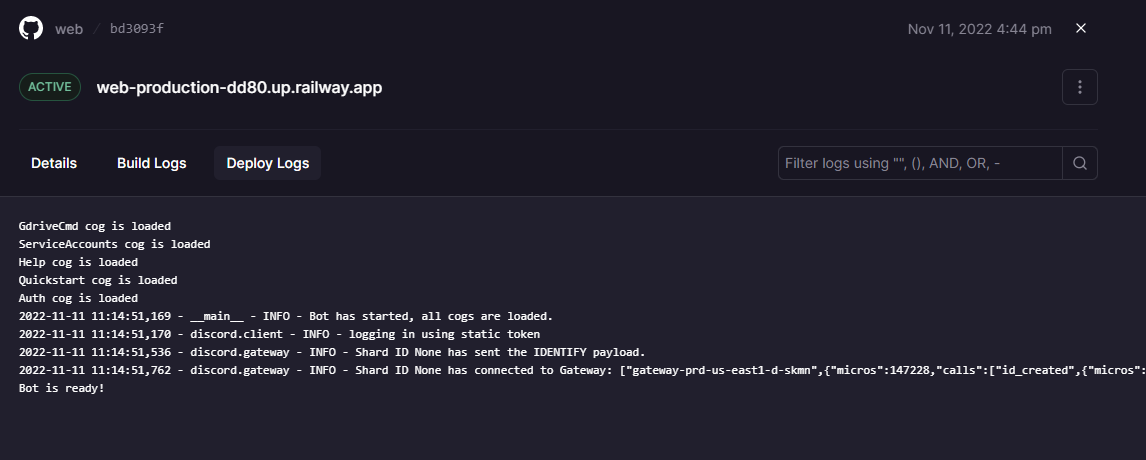 web / bd3093f
Nov 11, 2022 4:44 pm
ACTIVE
web-production-dd80.up.railway.app
Details
Build Logs
Deploy Logs
Filter logs using "", (), AND, OR, -
GdriveCmd cog is loaded
ServiceAccounts cog is loaded
Help cog is loaded
Quickstart cog is loaded
Auth cog is loaded
2022-11-11 11:14:51,169 - __main__ - INFO - Bot has started, all cogs are loaded.
2022-11-11 11:14:51,170 - discord.client - INFO - logging in using static token
2022-11-11 11:14:51,536 - discord.gateway - INFO - Shard ID None has sent the IDENTIFY payload.
2022-11-11 11:14:51,762 - discord.gateway - INFO - Shard ID None has connected to Gateway: ["gateway-prd-us-east1-d-skmn",{"micros":147228,"calls":["id_created",{"micros":
Bot is ready!